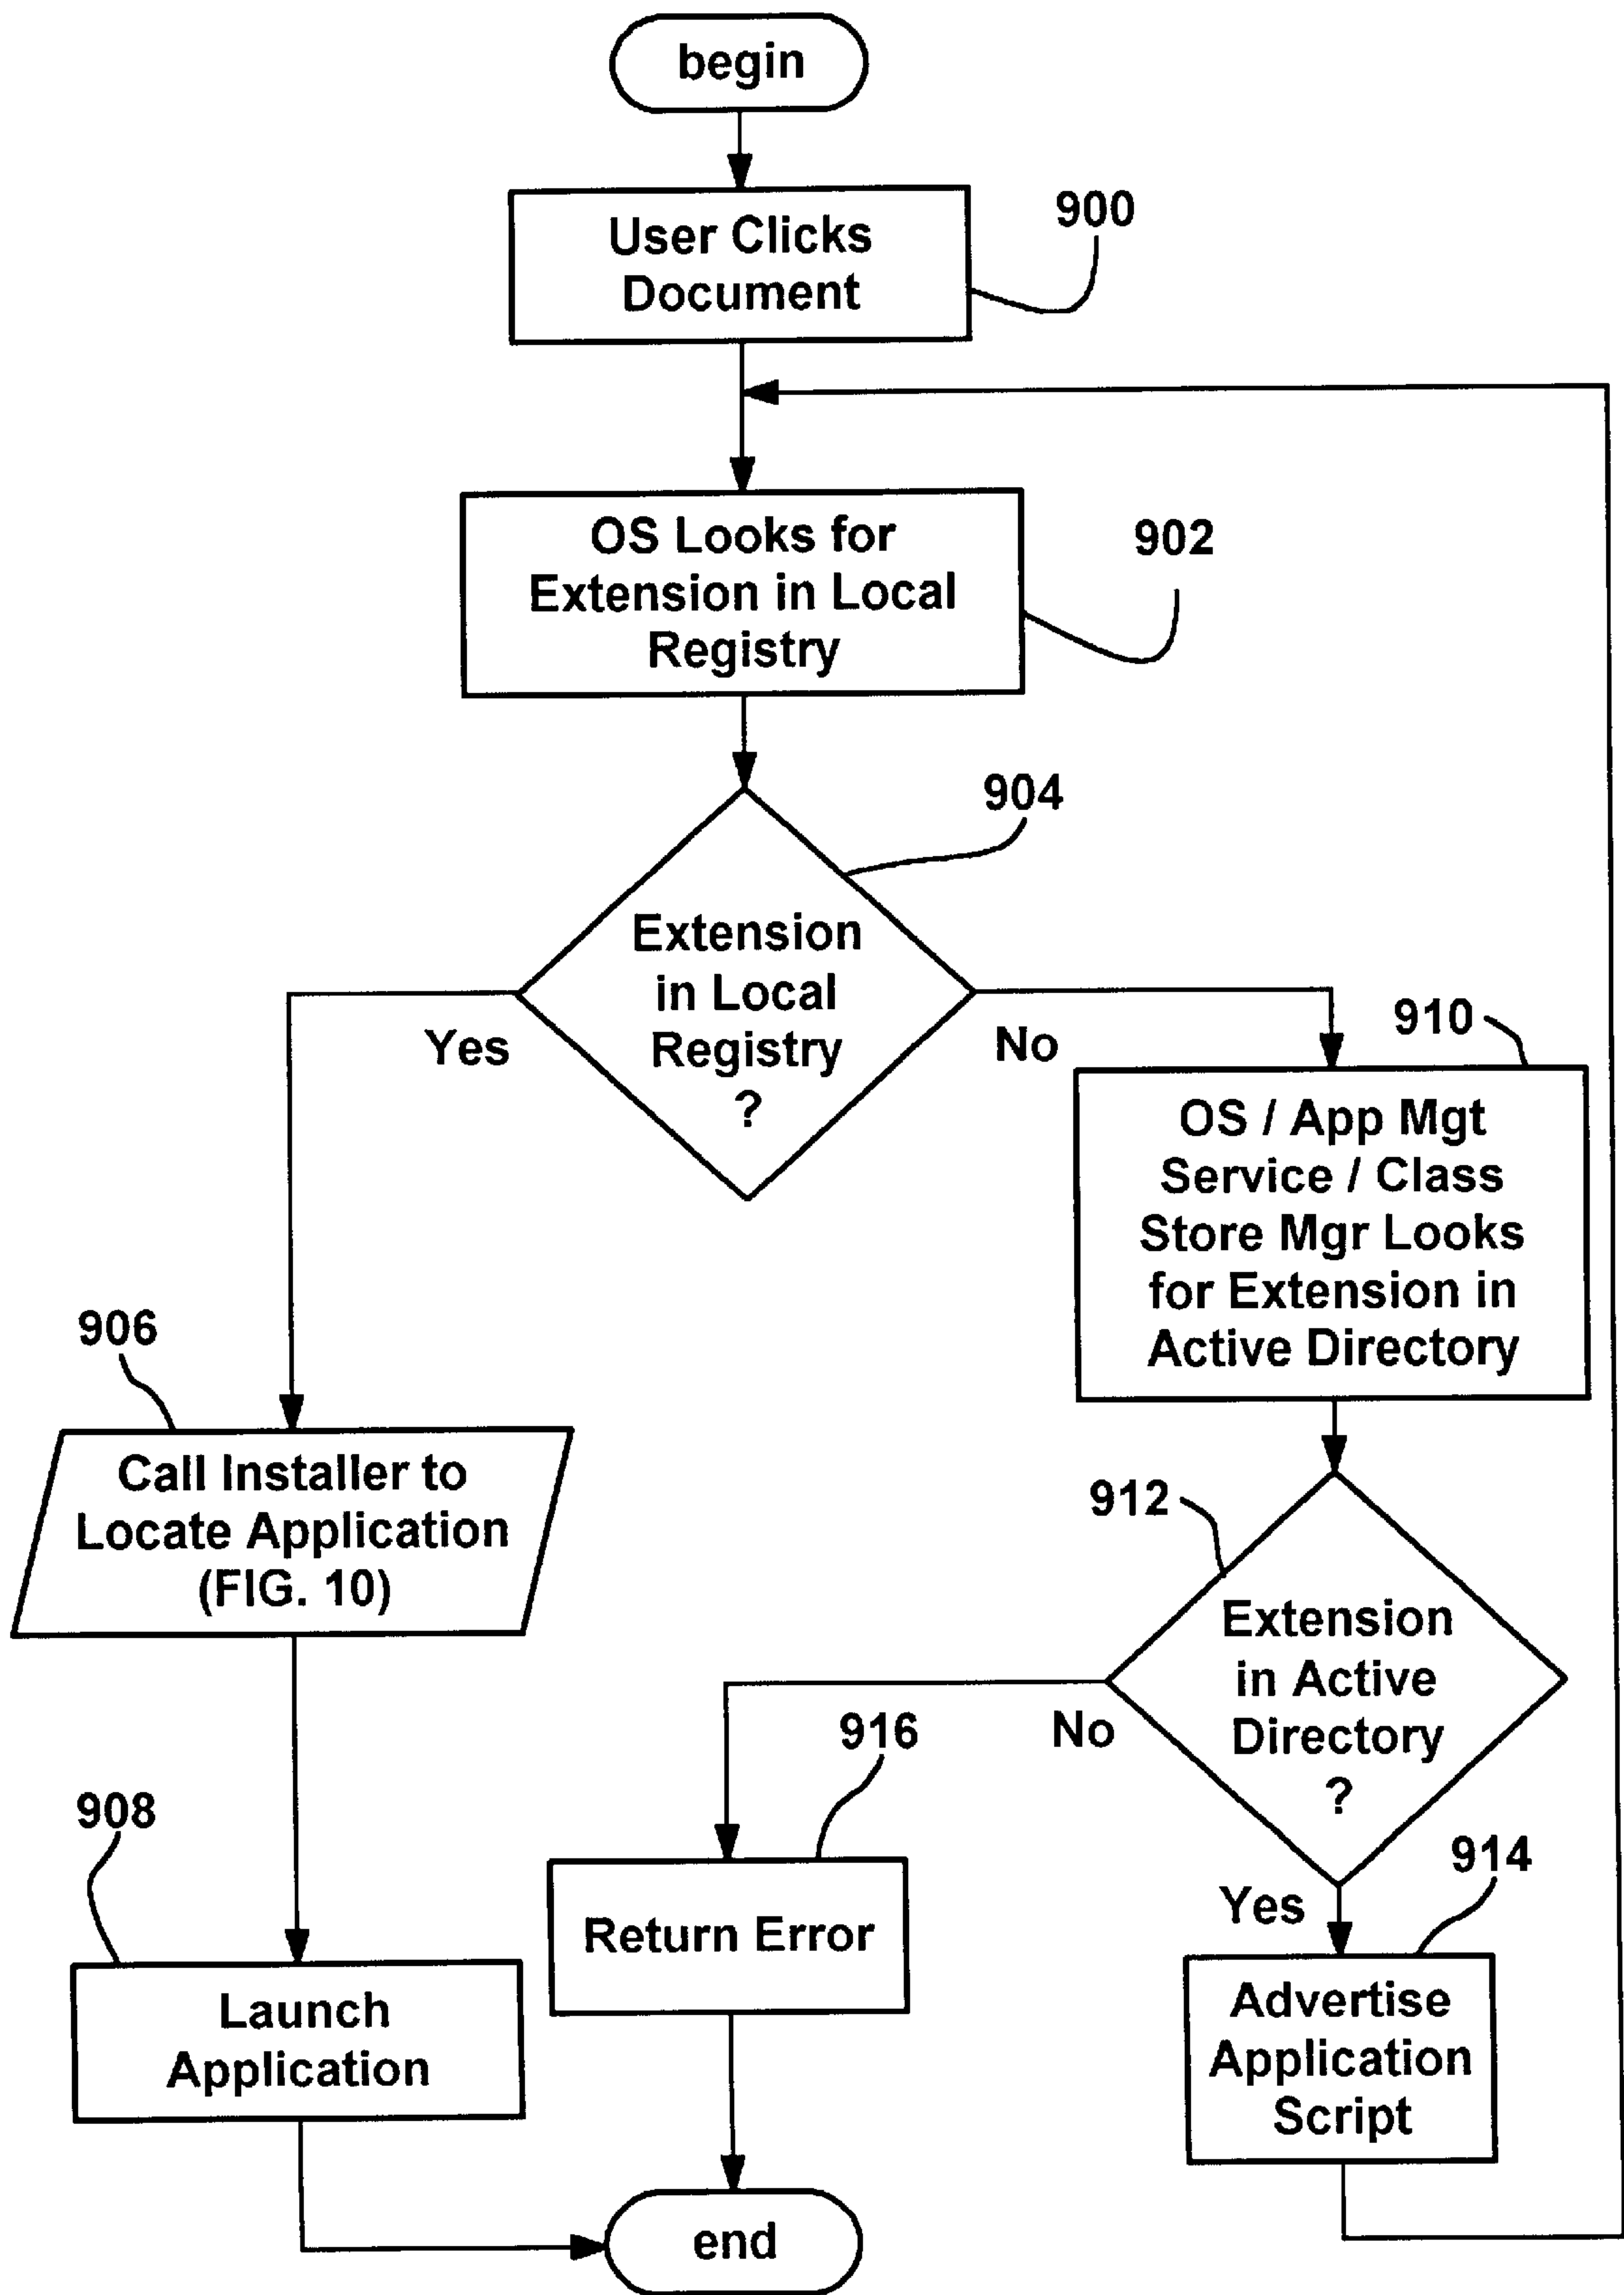 begin
900
User Clicks
Document
902
OS Looks for
Extension in Local
Registry
904
Extension
in Local
Registry
?
Yes
No
910
OS / App Mgt
Service / Class
Store Mgr Looks
for Extension in
Active Directory
906
Call Installer to
Locate Application
(FIG. 10)
912
Extension
in Active
Directory
?
No
Yes
916
Return Error
914
Advertise
Application
Script
908
Launch
Application
end